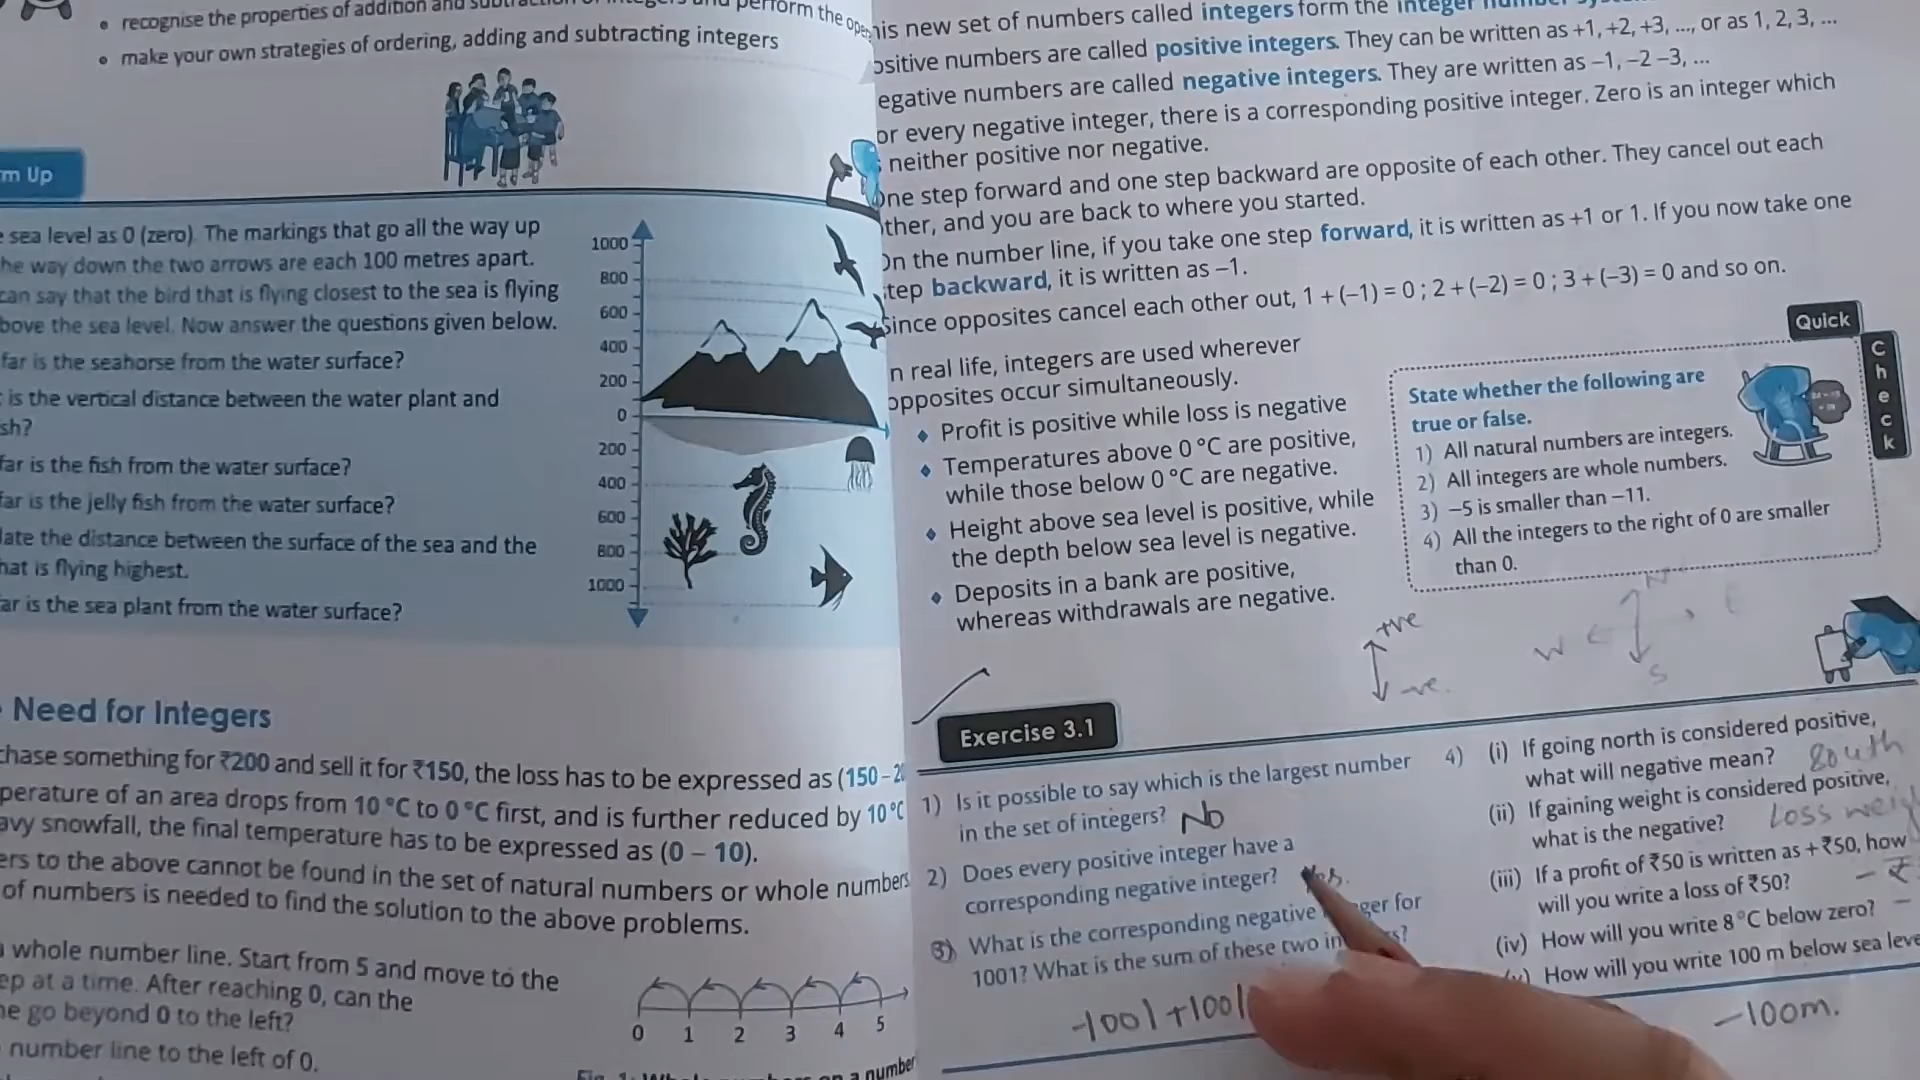 recognise the properties of addition and
make your own strategies of ordering, adding and subtracting integers
m Up
sea level as 0 (zero). The markings that go all the way up
he way down the two arrows are each 100 metres apart.
can say that the bird that is flying closest to the sea is flying
bove the sea level. Now answer the questions given below.
far is the seahorse from the water surface?
is the vertical distance between the water plant and
sh?
far is the fish from the water surface?
far is the jelly fish from the water surface?
late the distance between the surface of the sea and the
hat is flying highest.
ar is the sea plant from the water surface?
1000
800
600
400
200
0
200
400
600
800
1000
Need for Integers
chase something for ₹200 and sell it for ₹150, the loss has to be expressed as (150 – 2
perature of an area drops from 10 °C to 0 °C first, and is further reduced by 10 °C
avy snowfall, the final temperature has to be expressed as (0 – 10).
ers to the above cannot be found in the set of natural numbers or whole numbers
of numbers is needed to find the solution to the above problems.
whole number line. Start from 5 and move to the
ep at a time. After reaching 0, can the
ne go beyond 0 to the left?
number line to the left of 0.
0 1 2 3 4 5
his new set of numbers called integers form the integer
ositive numbers are called positive integers. They can be written as +1, +2, +3, ..., or as 1, 2, 3, ...
egative numbers are called negative integers. They are written as –1, –2 –3, ...
or every negative integer, there is a corresponding positive integer. Zero is an integer which
neither positive nor negative.
One step forward and one step backward are opposite of each other. They cancel out each
ther, and you are back to where you started.
On the number line, if you take one step forward, it is written as +1 or 1. If you now take one
step backward, it is written as –1.
Since opposites cancel each other out, 1 + (–1) = 0 ; 2 + (–2) = 0 ; 3 + (–3) = 0 and so on.
n real life, integers are used wherever
opposites occur simultaneously.
Profit is positive while loss is negative
Temperatures above 0 °C are positive,
while those below 0 °C are negative.
Height above sea level is positive, while
the depth below sea level is negative.
Deposits in a bank are positive,
whereas withdrawals are negative.
Quick
Check
State whether the following are
true or false.
1) All natural numbers are integers.
2) All integers are whole numbers.
3) –5 is smaller than –11.
4) All the integers to the right of 0 are smaller
than 0.
+ve
-ve.
N
W
S
Exercise 3.1
1) Is it possible to say which is the largest number
in the set of integers? No
2) Does every positive integer have a
corresponding negative integer?
3) What is the corresponding negative for
1001? What is the sum of these two
-1001+1001
4) (i) If going north is considered positive,
what will negative mean? South
(ii) If gaining weight is considered positive,
what is the negative? Loss
(iii) If a profit of ₹50 is written as +₹50, how
will you write a loss of ₹50? – ₹
(iv) How will you write 8 °C below zero? –
How will you write 100 m below sea leve
-100m.